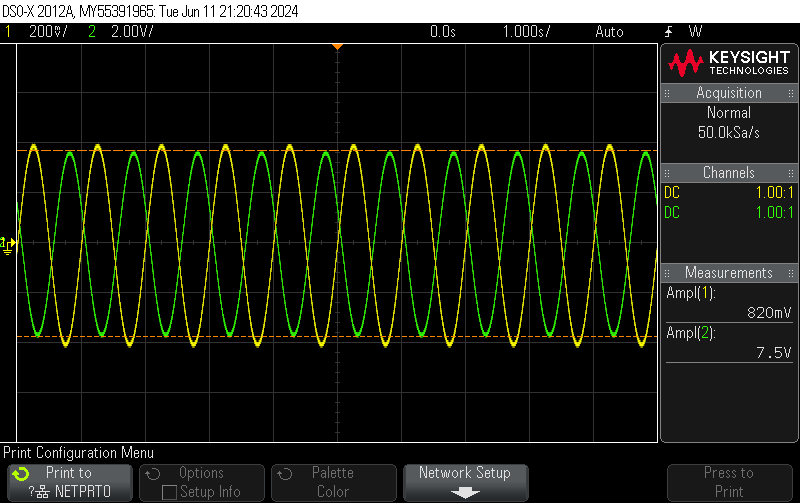 DSO-X 2012A, MY55391965: Tue Jun 11 21:20:43 2024
1 200mV/ 2 2.00V/ 0.0s 1.000s/ Auto W
KEYSIGHT
TECHNOLOGIES
Acquisition
Normal
50.0kSa/s
Channels
DC 1.00:1
DC 1.00:1
Measurements
Ampl(1):
820mV
Ampl(2):
7.5V
Print Configuration Menu
Print to
? NETPRT0
Options
Setup Info
Palette
Color
Network Setup
Press to
Print